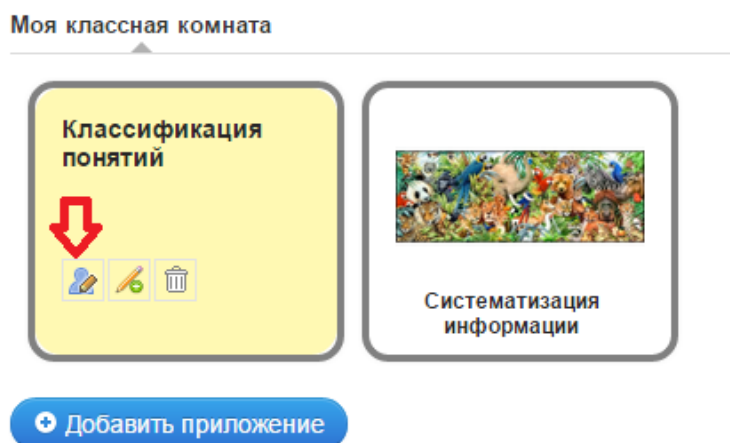 Моя классная комната
Классификация
понятий
Систематизация
информации
Добавить приложение